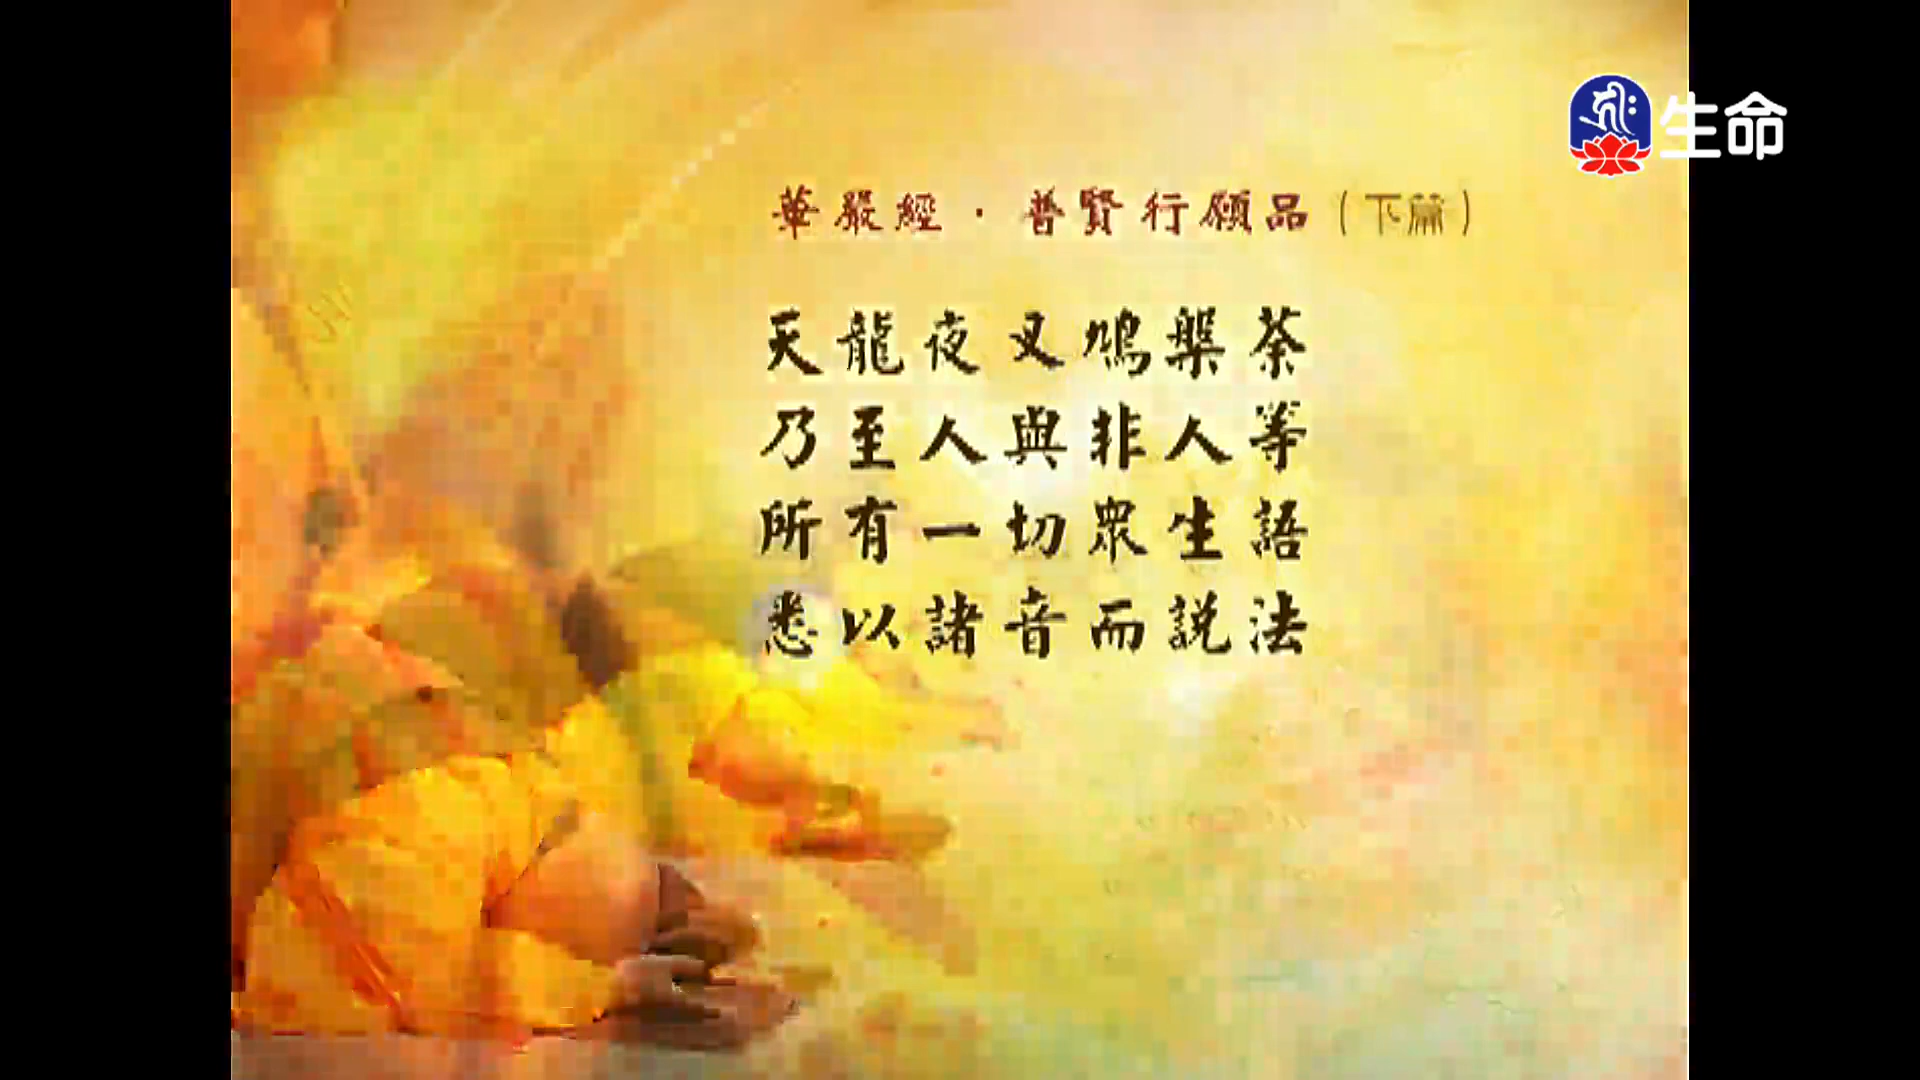 生命
華嚴經·普賢行願品(下篇)
天龍夜叉鳩槃荼
乃至人與非人等
所有一切眾生語
悉以諸音而說法